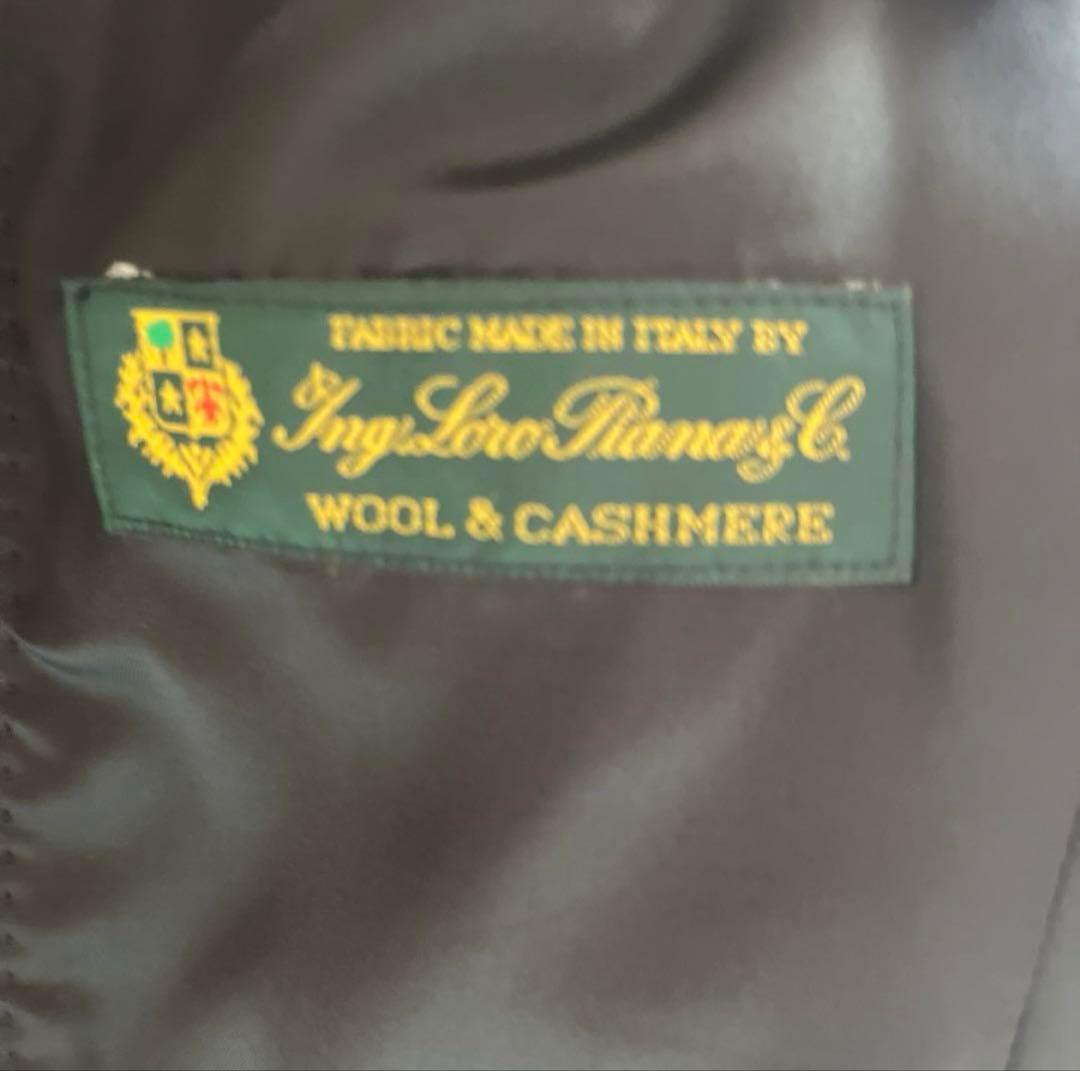 FABRIC MADE IN ITALY BY
Ing. Loro Piana & C.
WOOL & CASHMERE